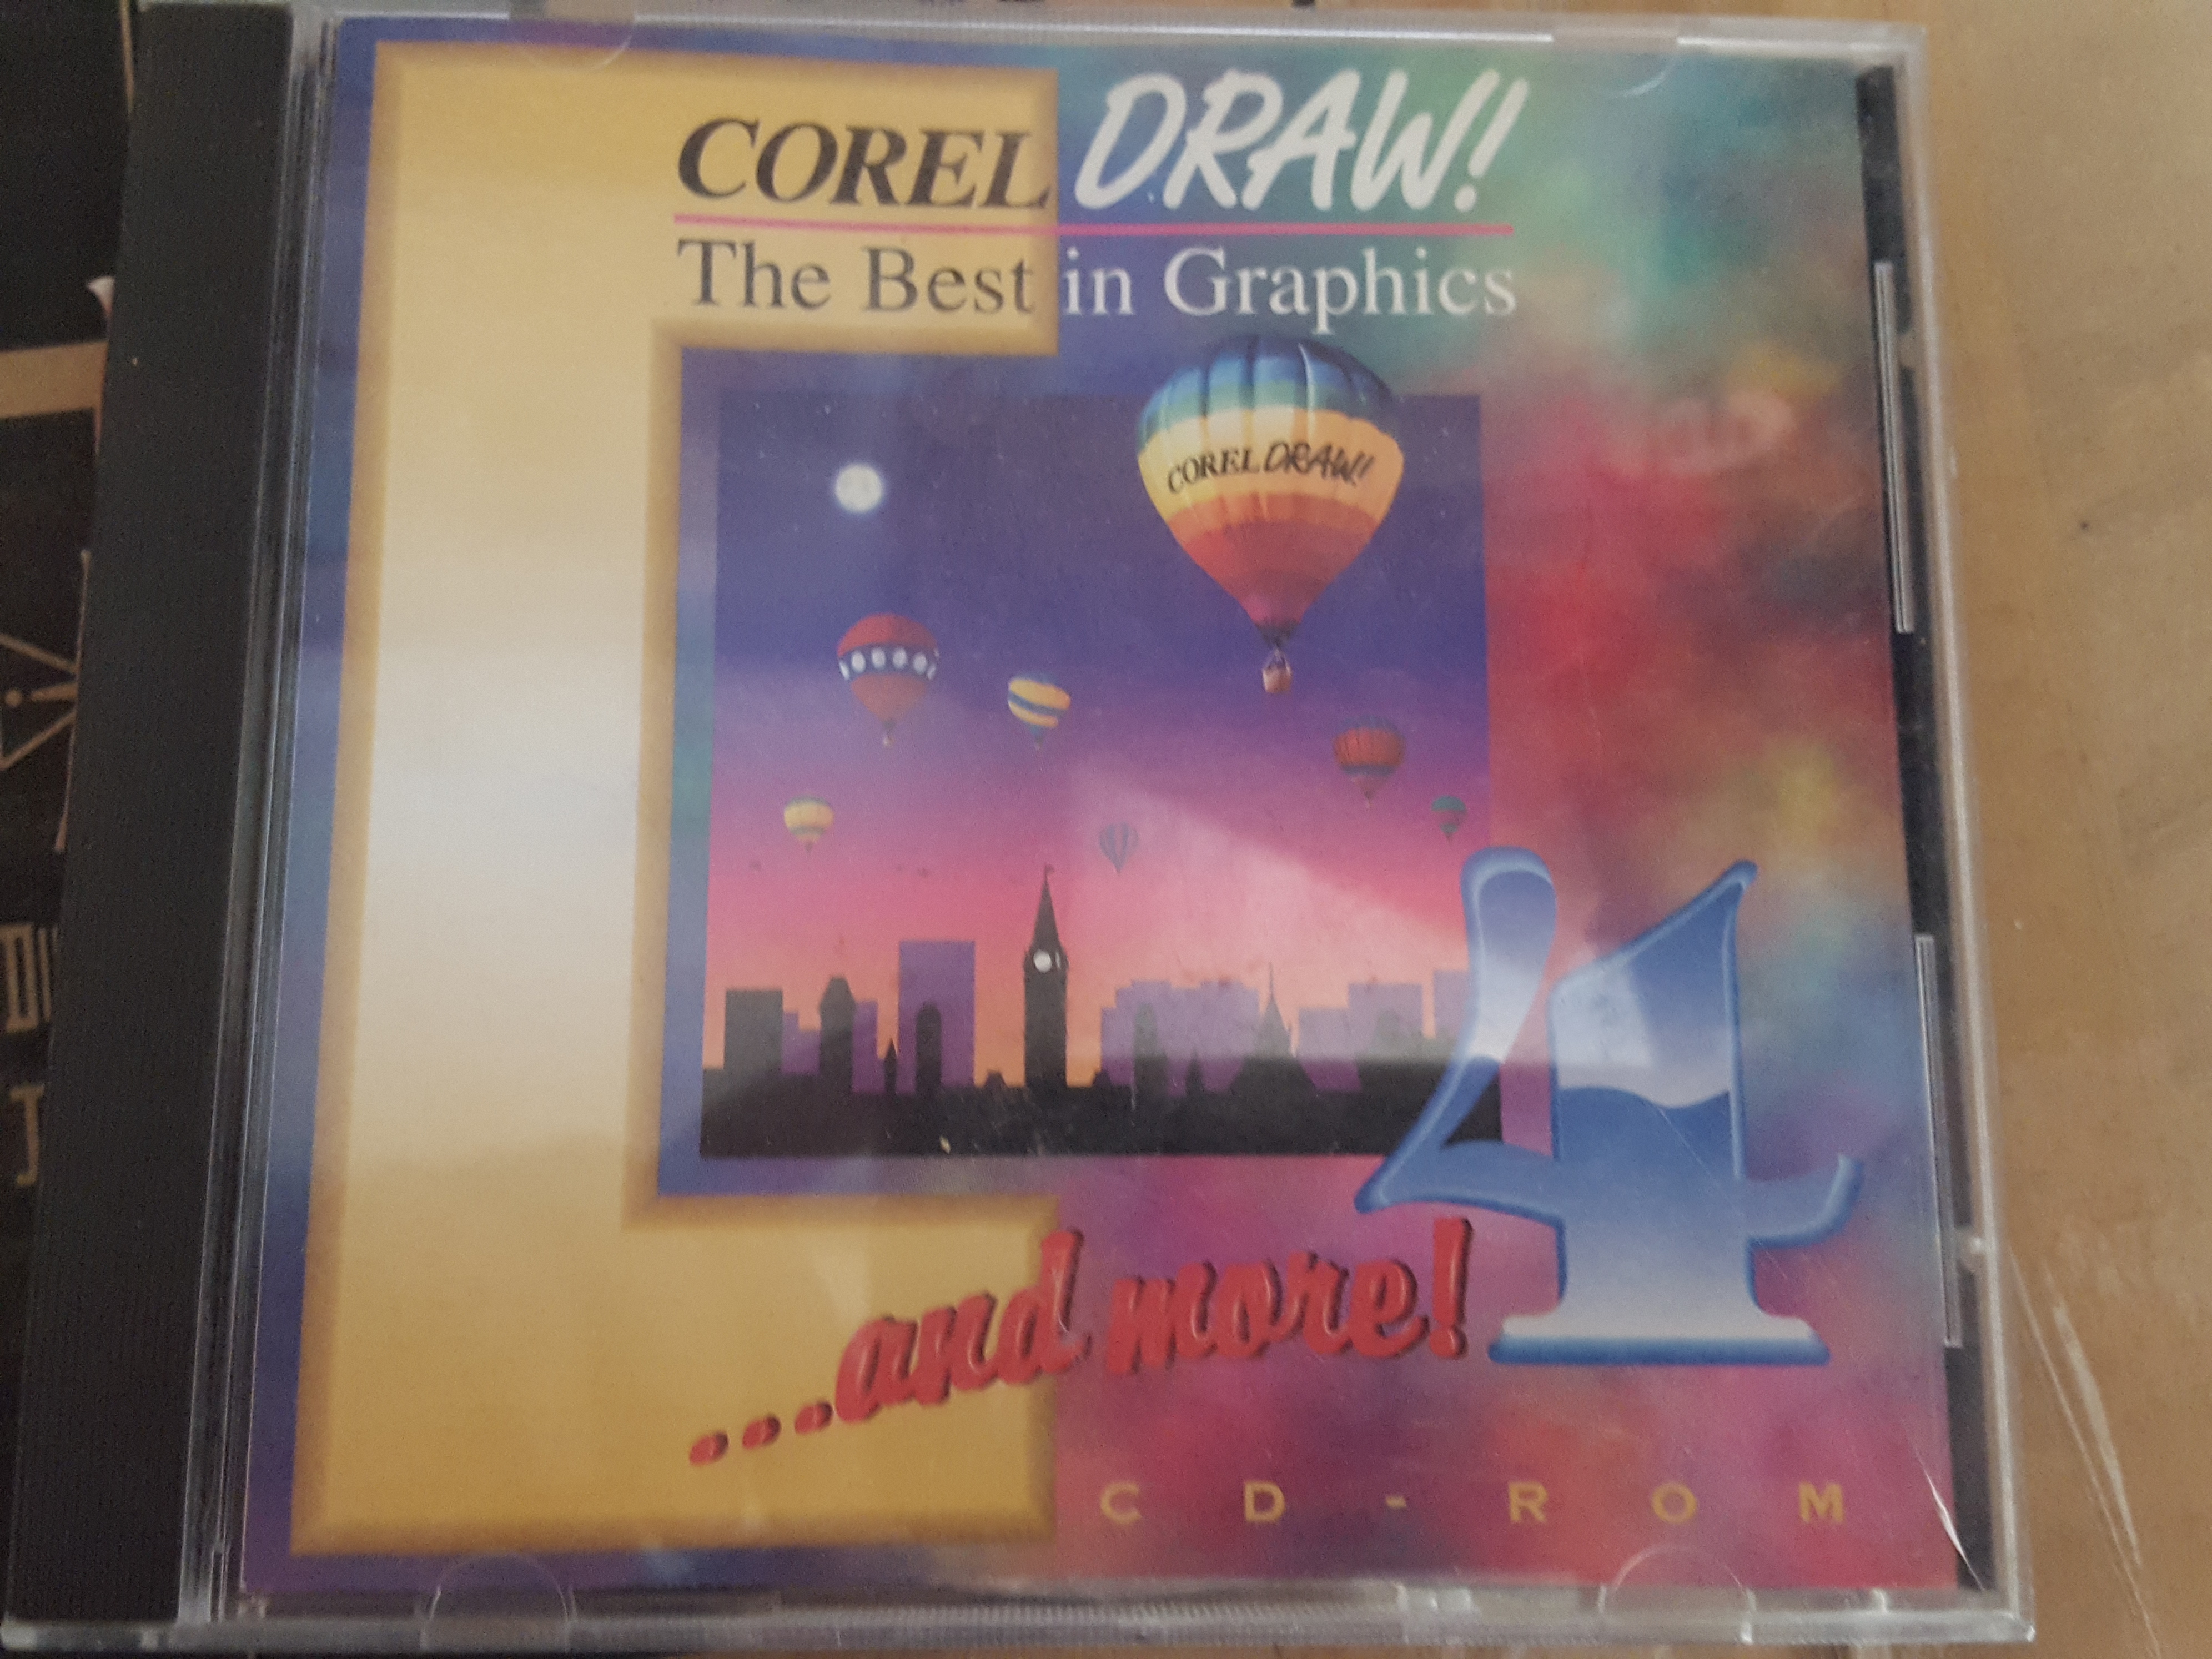 COREL DRAW!
The Best in Graphics
COREL DRAW!
4
...and more!
CD-ROM